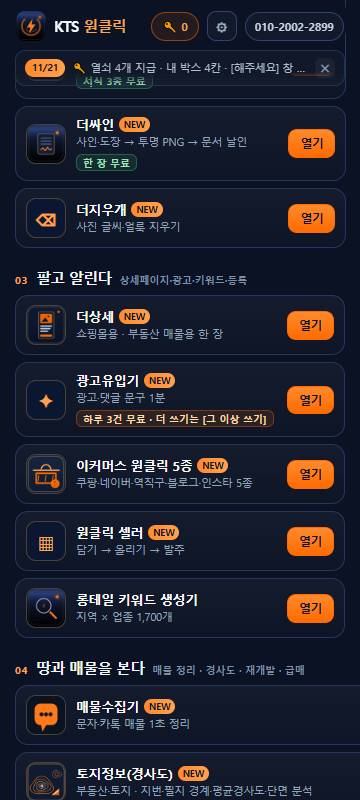 KTS 원클릭
0
010-2002-2899
11/21 열쇠 4개 지급 · 내 박스 4칸 · [해주세요] 창 ...
서식 3종 무료
더싸인 NEW
사인·도장 → 투명 PNG → 문서 날인
한 장 무료
열기
더지우개 NEW
사진 글씨·얼룩 지우기
열기
03 팔고 알린다 상세페이지·광고·키워드·등록
더상세 NEW
쇼핑몰용 · 부동산 매물용 한 장
열기
광고유입기 NEW
광고·댓글 문구 1분
하루 3건 무료 · 더 쓰기는 [그 이상 쓰기]
열기
이커머스 원클릭 5종 NEW
쿠팡·네이버·역직구·블로그·인스타 5종
열기
원클릭 셀러 NEW
담기 → 올리기 → 발주
열기
롱테일 키워드 생성기
지역 × 업종 1,700개
열기
04 땅과 매물을 본다 매물 정리 · 경사도 · 재개발 · 급매
매물수집기 NEW
문자·카톡 매물 1초 정리
토지정보(경사도) NEW
부동산·토지 · 지번·필지 경계·평균경사도·단면 분석